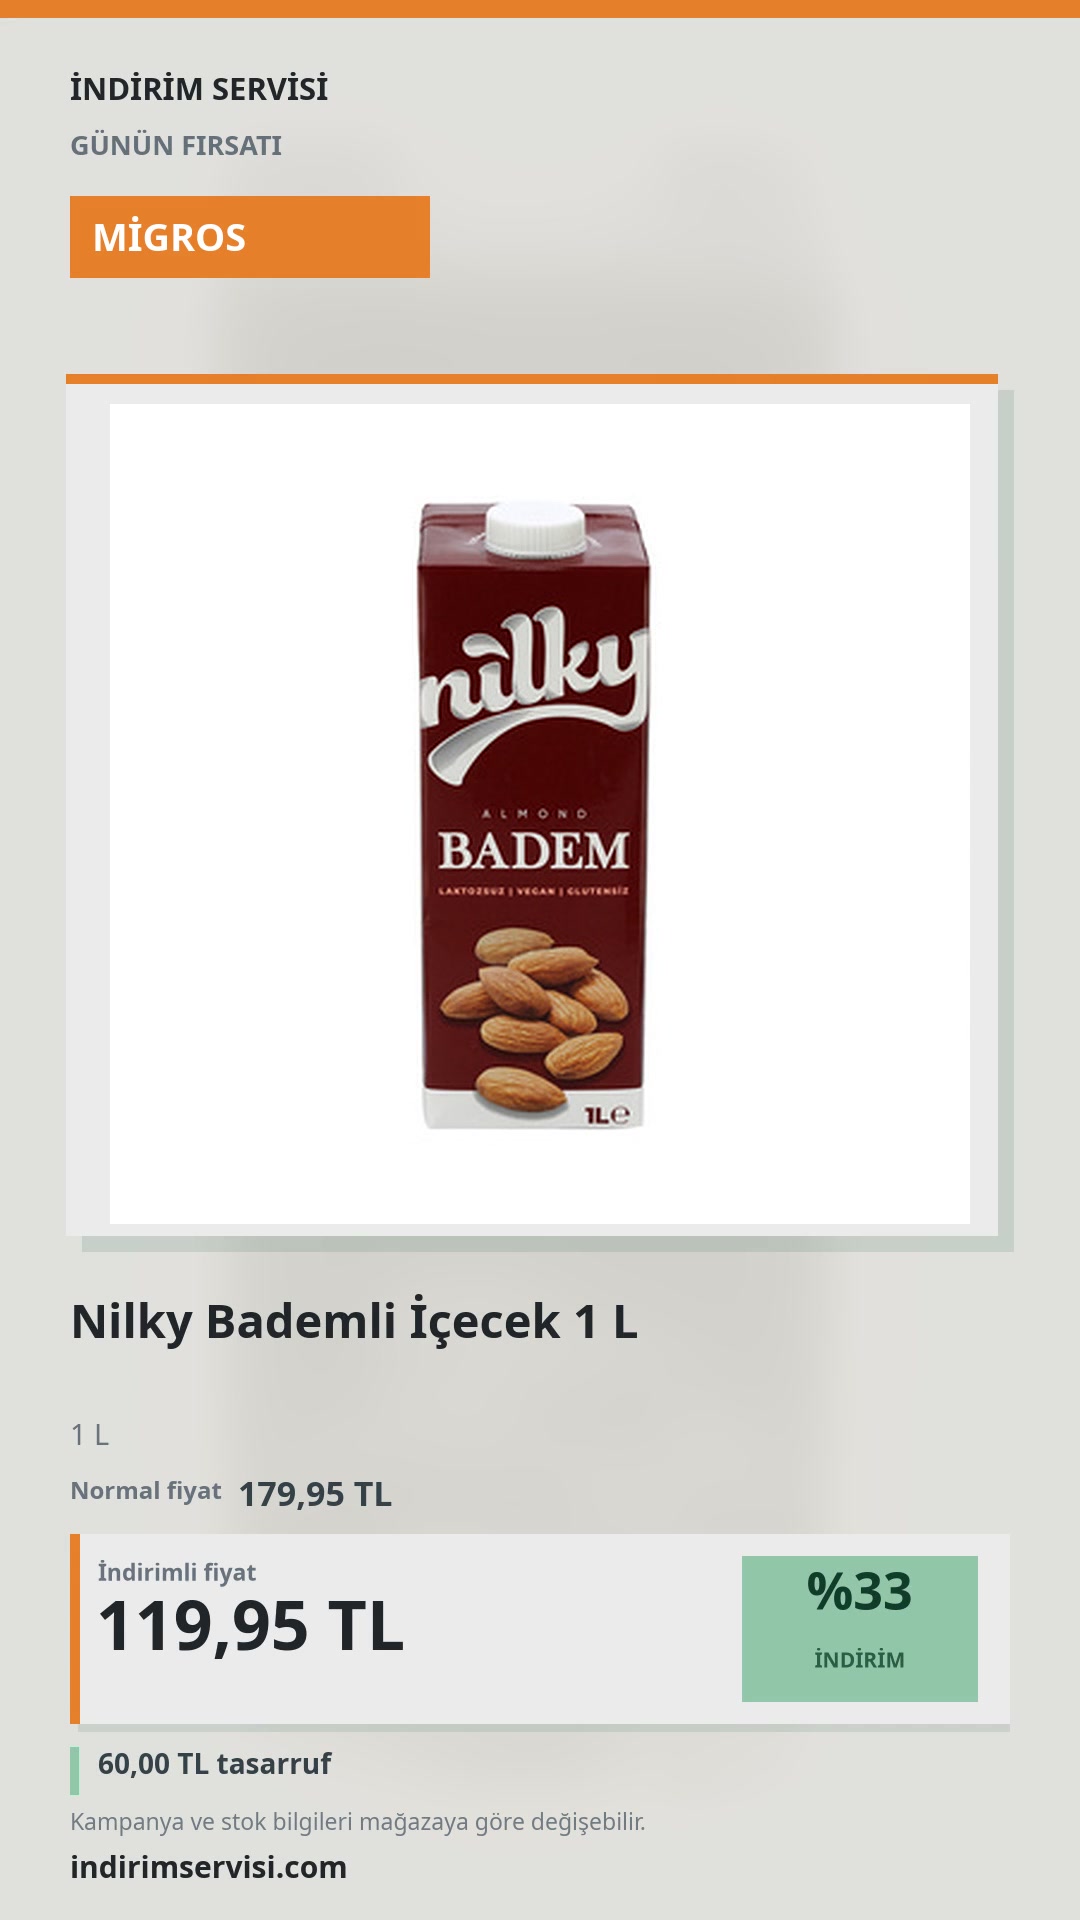 İNDİRİM SERVİSİ
GÜNÜN FIRSATI
MİGROS
nilky
ALMOND
BADEM
LAKTOZSUZ | VEGAN | GLUTENSİZ
1L℮
Nilky Bademli İçecek 1 L
1 L
Normal fiyat 179,95 TL
İndirimli fiyat
119,95 TL
%33
İNDİRİM
60,00 TL tasarruf
Kampanya ve stok bilgileri mağazaya göre değişebilir.
indirimservisi.com